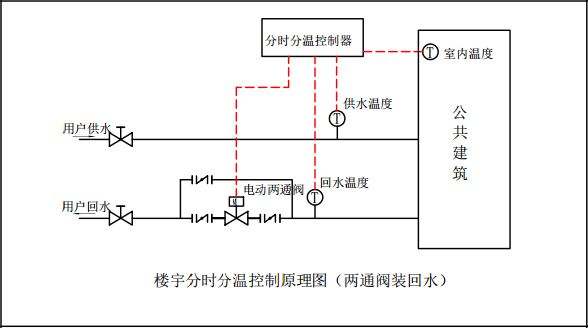 分时分温控制器
T
室内温度
供水温度
T
公共建筑
用户供水
电动两通阀
回水温度
M
T
用户回水
楼宇分时分温控制原理图（两通阀装回水）